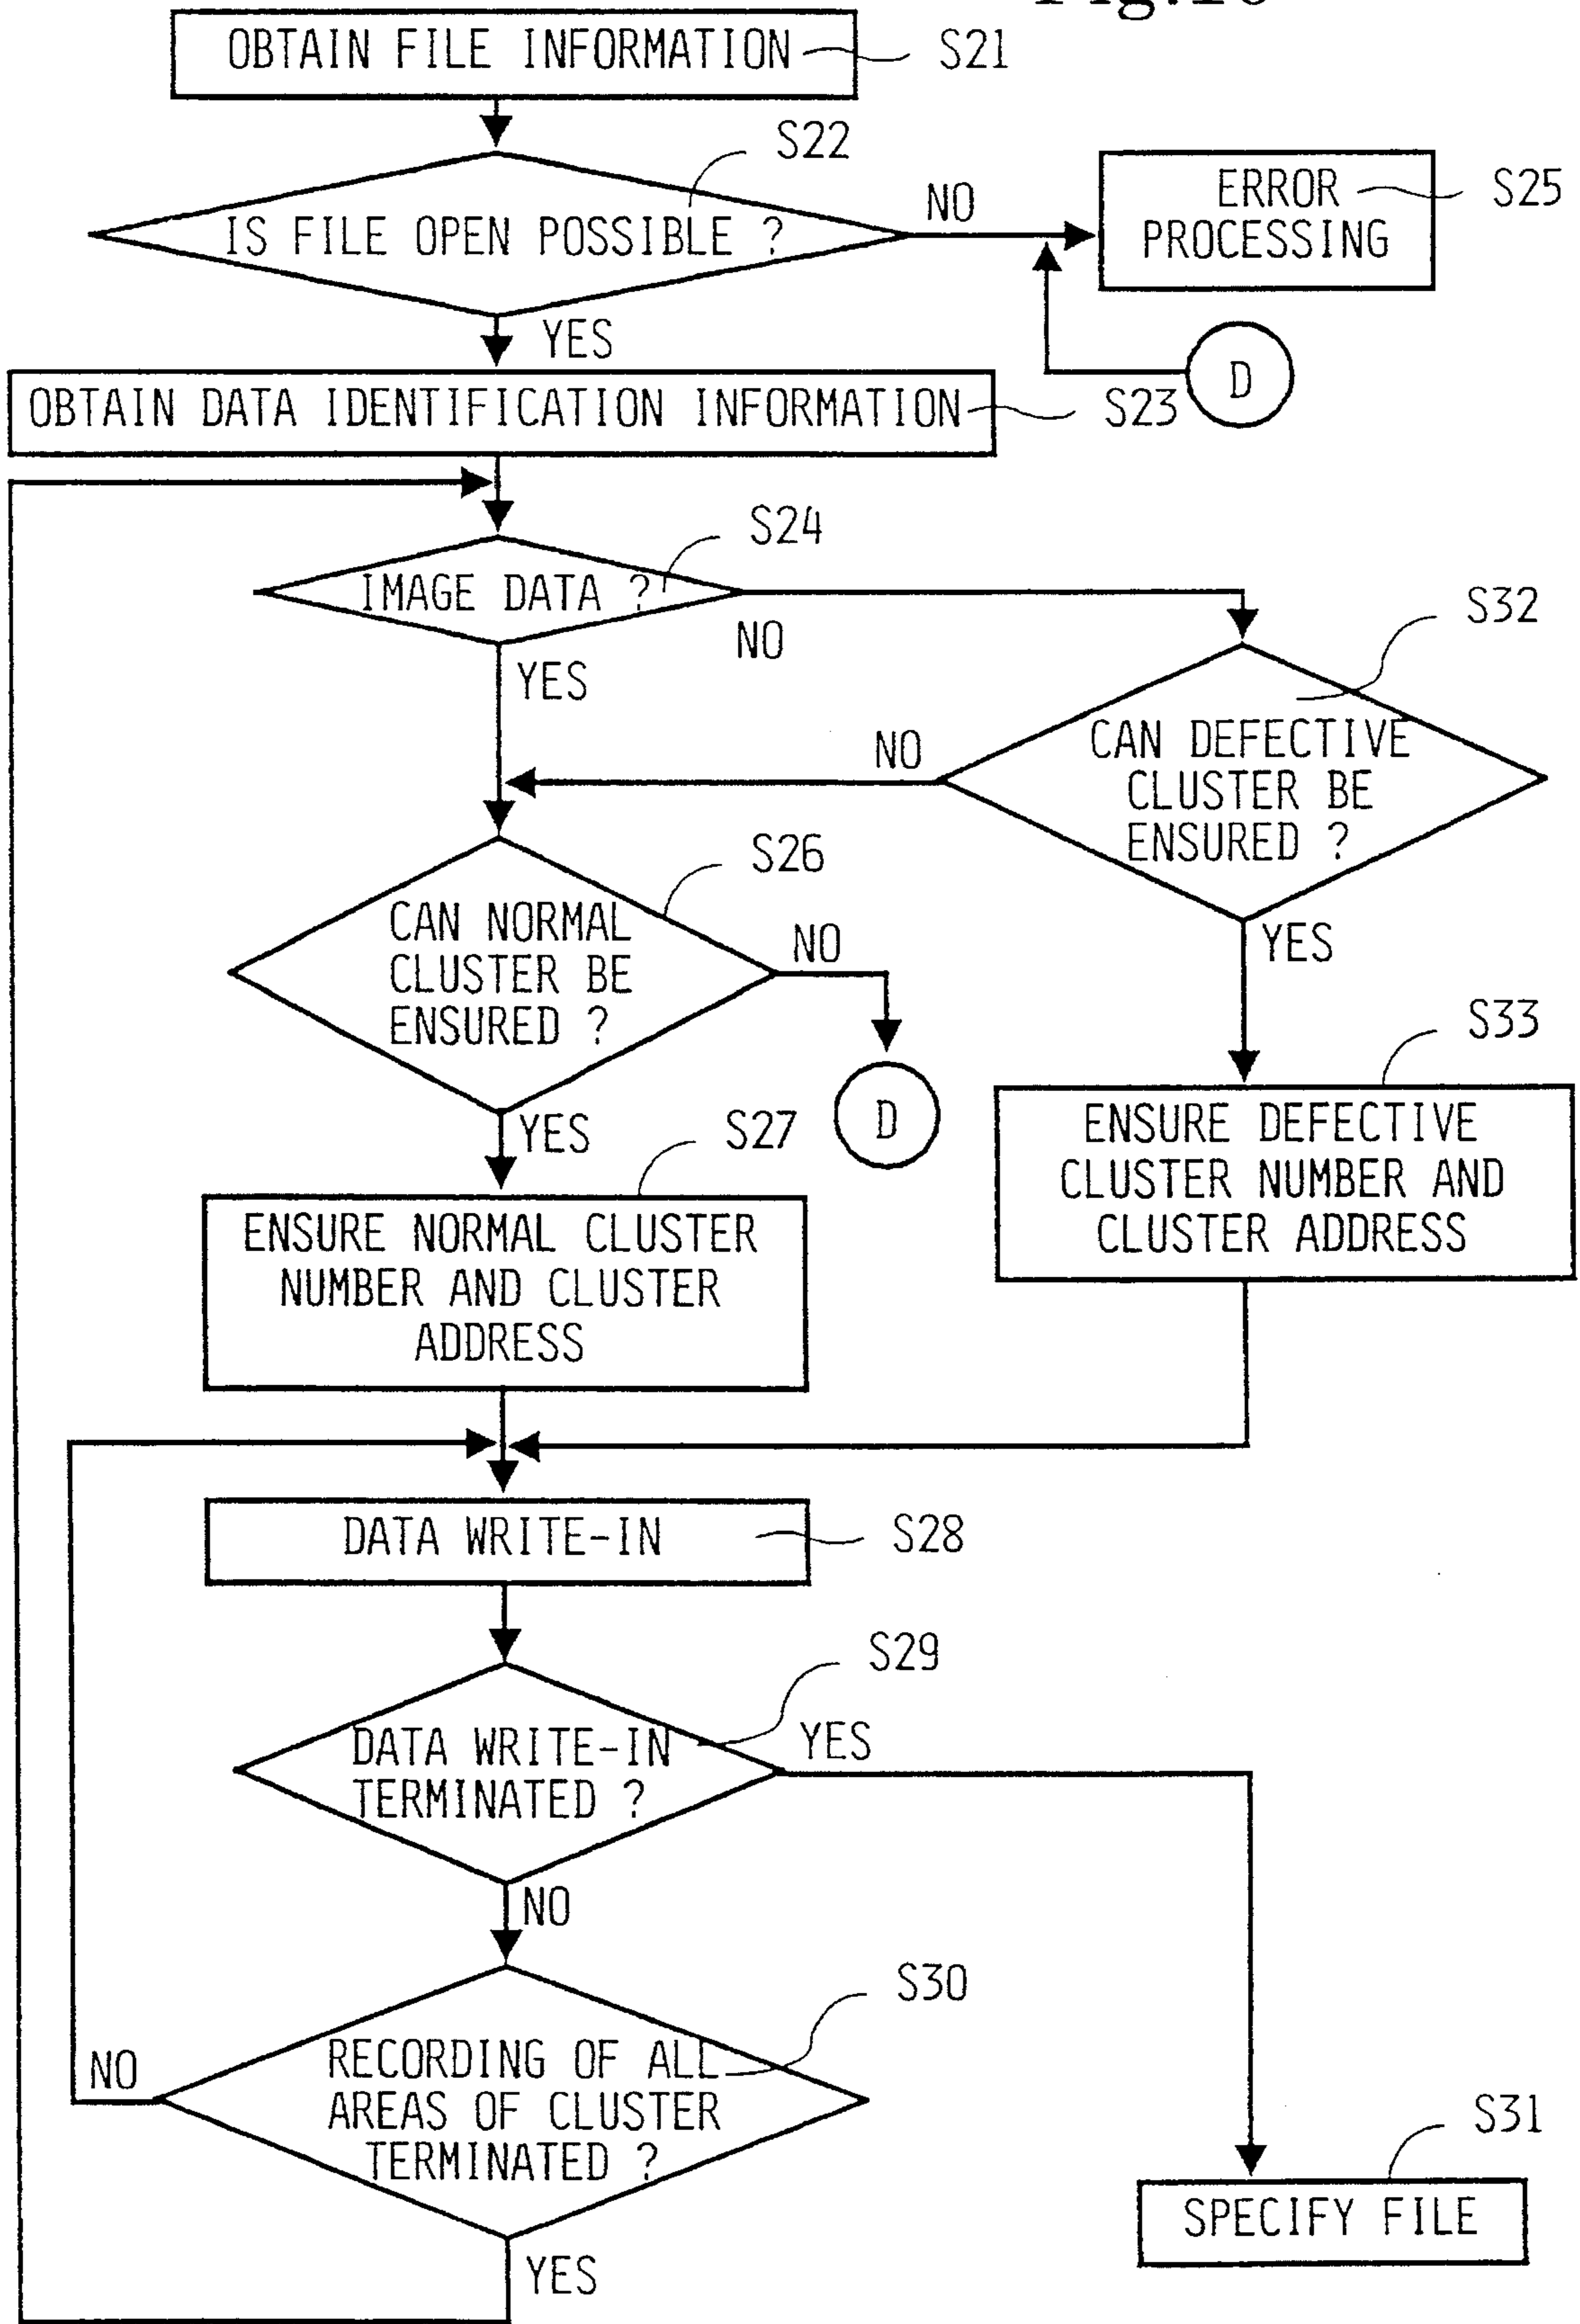 OBTAIN FILE INFORMATION
S21
S22
IS FILE OPEN POSSIBLE ?
NO
ERROR
PROCESSING
S25
YES
D
OBTAIN DATA IDENTIFICATION INFORMATION
S23
S24
IMAGE DATA ?
NO
YES
S32
CAN DEFECTIVE
CLUSTER BE
ENSURED ?
NO
YES
S26
CAN NORMAL
CLUSTER BE
ENSURED ?
NO
D
YES
S33
ENSURE DEFECTIVE
CLUSTER NUMBER AND
CLUSTER ADDRESS
S27
ENSURE NORMAL CLUSTER
NUMBER AND CLUSTER
ADDRESS
DATA WRITE-IN
S28
S29
DATA WRITE-IN
TERMINATED ?
YES
NO
S30
RECORDING OF ALL
AREAS OF CLUSTER
TERMINATED ?
NO
YES
S31
SPECIFY FILE